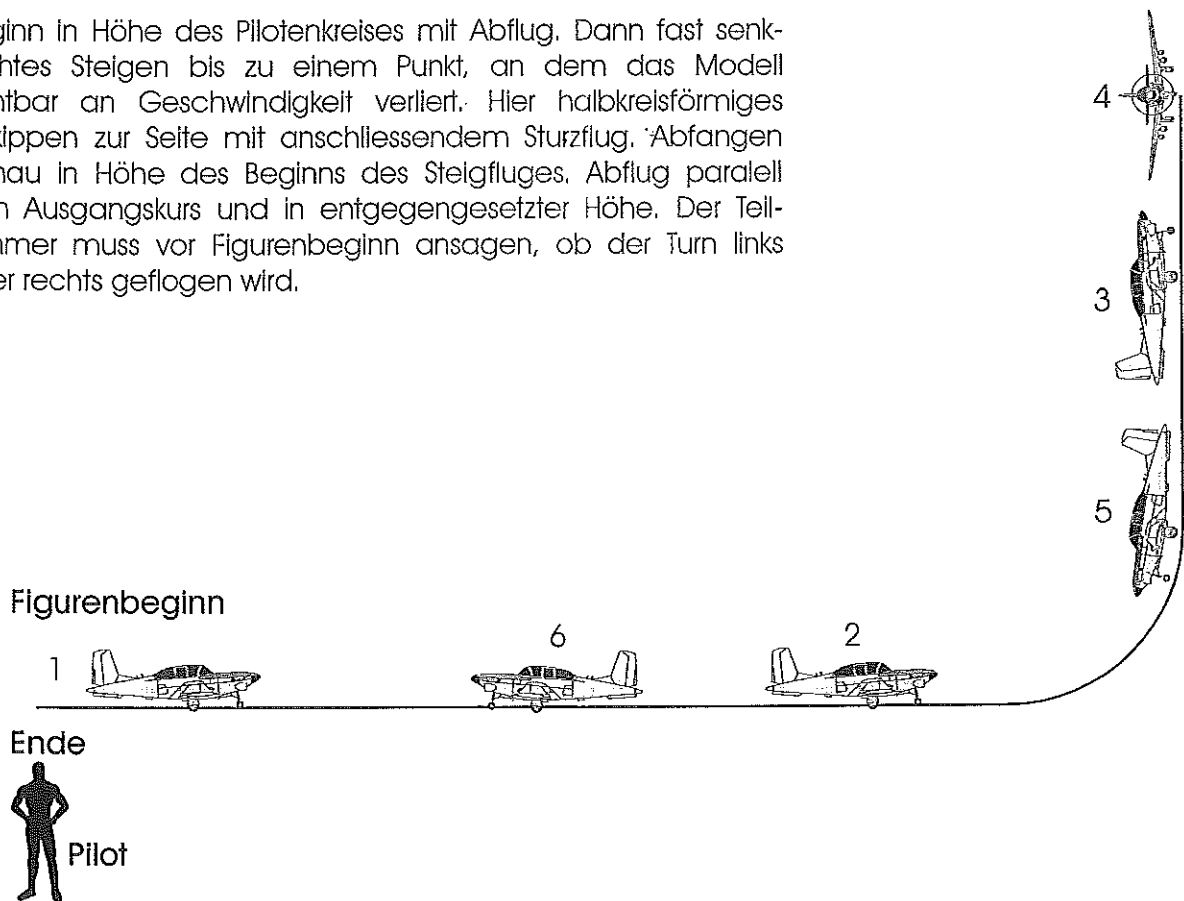 ginn in Höhe des Pilotenkreises mit Abflug. Dann fast senk-
htes Steigen bis zu einem Punkt, an dem das Modell
ntbar an Geschwindigkeit verliert. Hier halbkreisförmiges
kippen zur Seite mit anschliessendem Sturzflug. Abfangen
nau in Höhe des Beginns des Steigfluges. Abflug paralell
n Ausgangskurs und in entgegengesetzter Höhe. Der Teil-
mmer muss vor Figurenbeginn ansagen, ob der Turn links
er rechts geflogen wird.
4
3
5
Figurenbeginn
1
6
2
Ende
Pilot